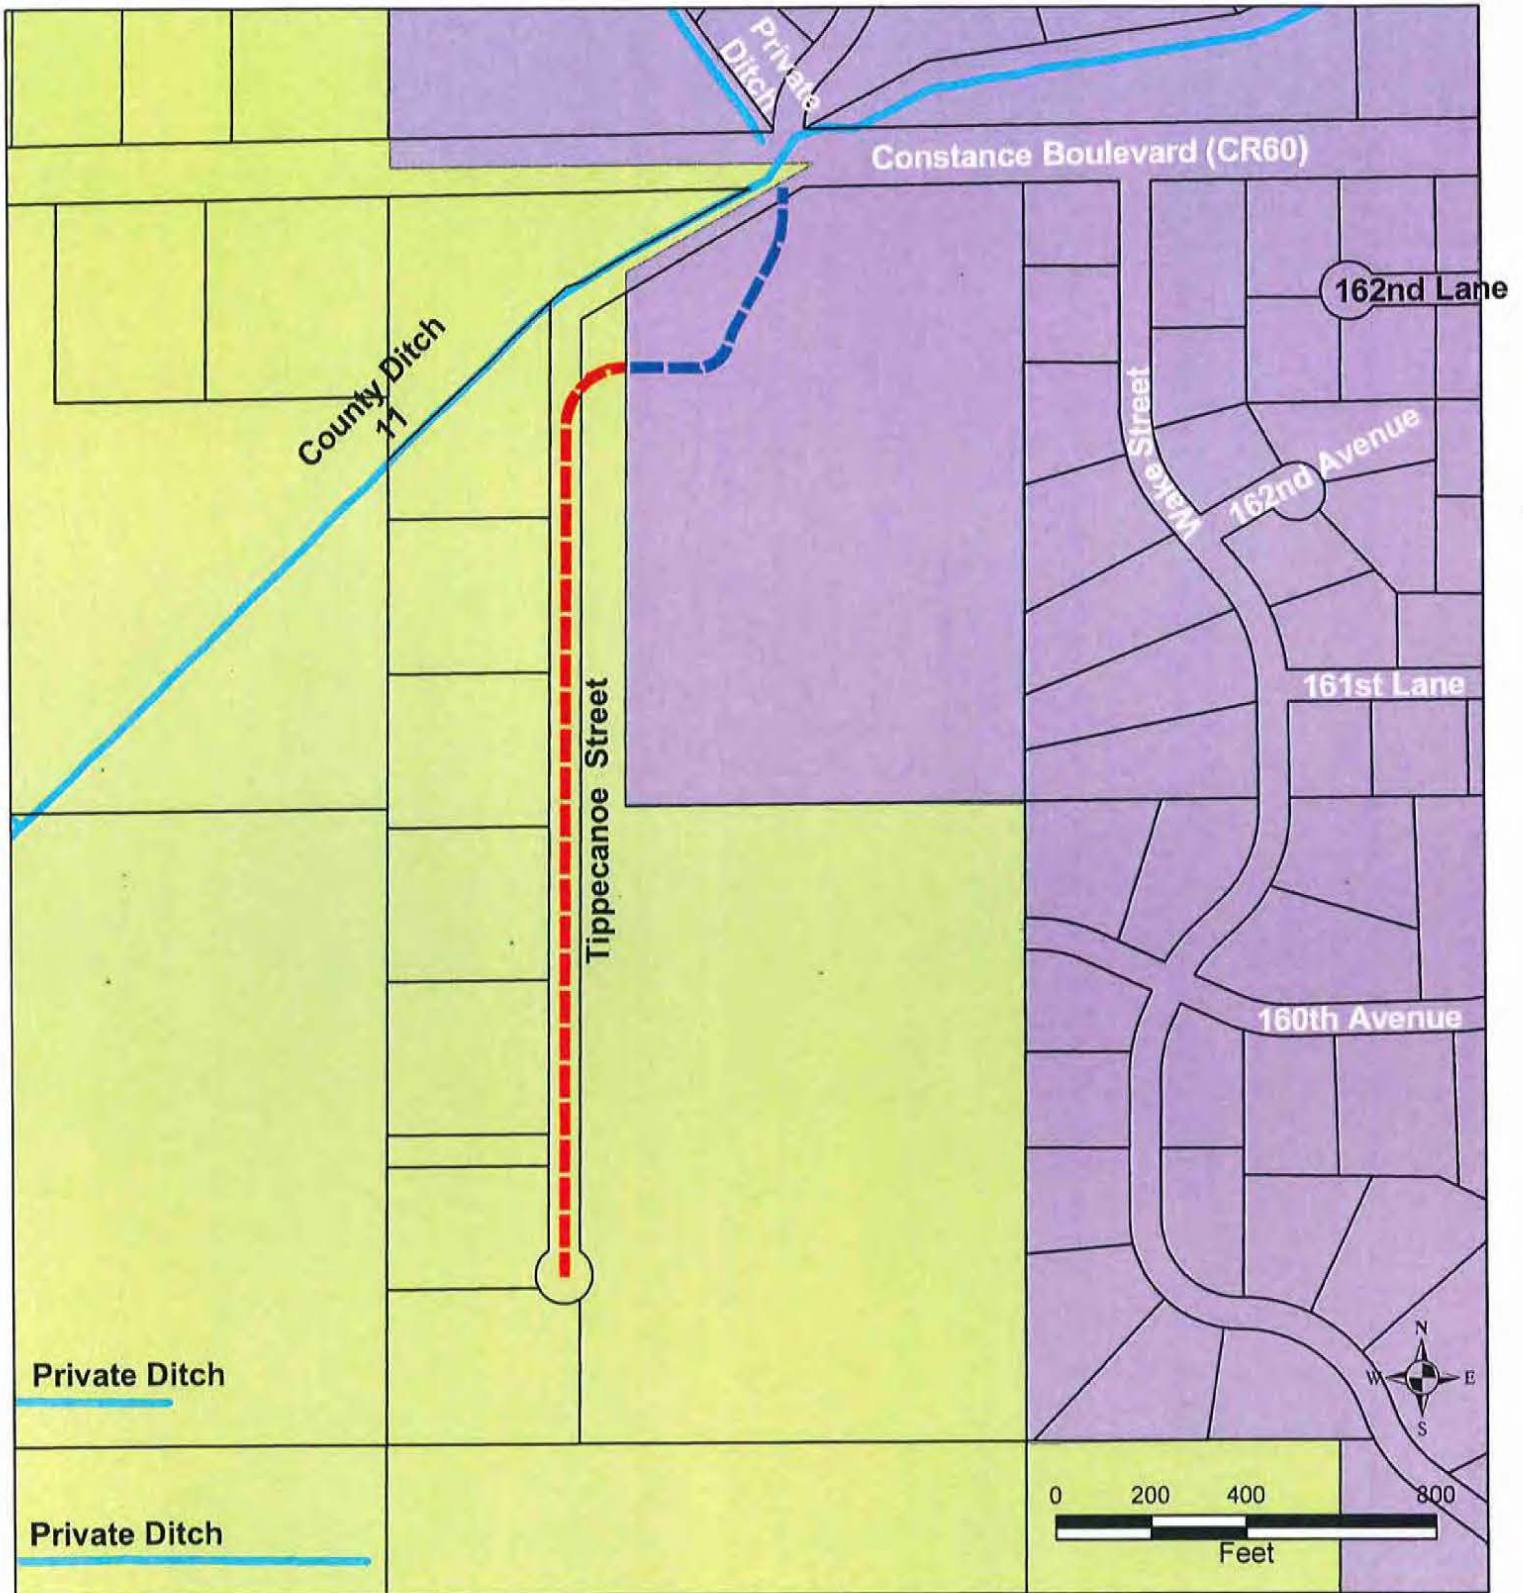 Private
Ditch
Constance Boulevard (CR60)
162nd Lane
County Ditch
11
Wake Street
162nd Avenue
161st Lane
Tippecanoe Street
160th Avenue
Private Ditch
N
W E
S
0 200 400 800
Feet
Private Ditch